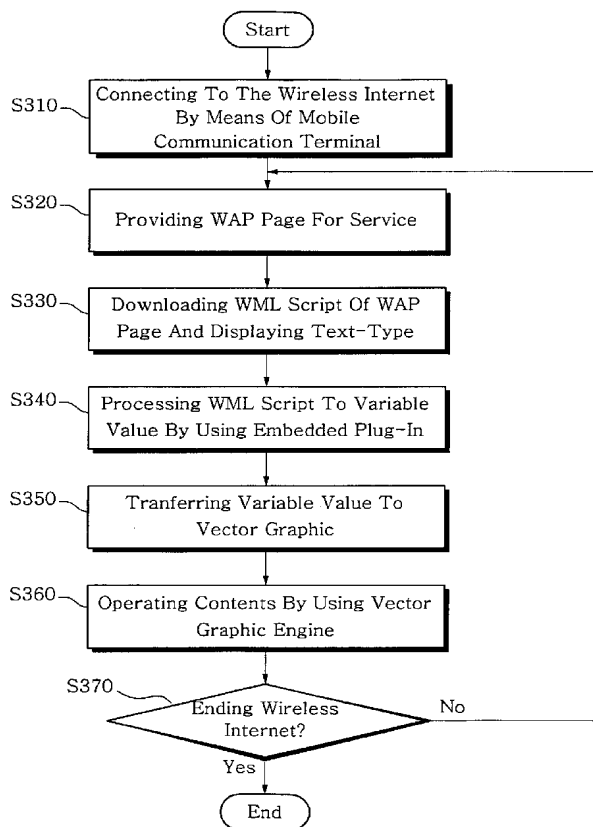 Start
S310
Connecting To The Wireless Internet
By Means Of Mobile
Communication Terminal
S320
Providing WAP Page For Service
S330
Downloading WML Script Of WAP
Page And Displaying Text-Type
S340
Processing WML Script To Variable
Value By Using Embedded Plug-In
S350
Tranferring Variable Value To
Vector Graphic
S360
Operating Contents By Using Vector
Graphic Engine
S370
Ending Wireless
Internet?
No
Yes
End